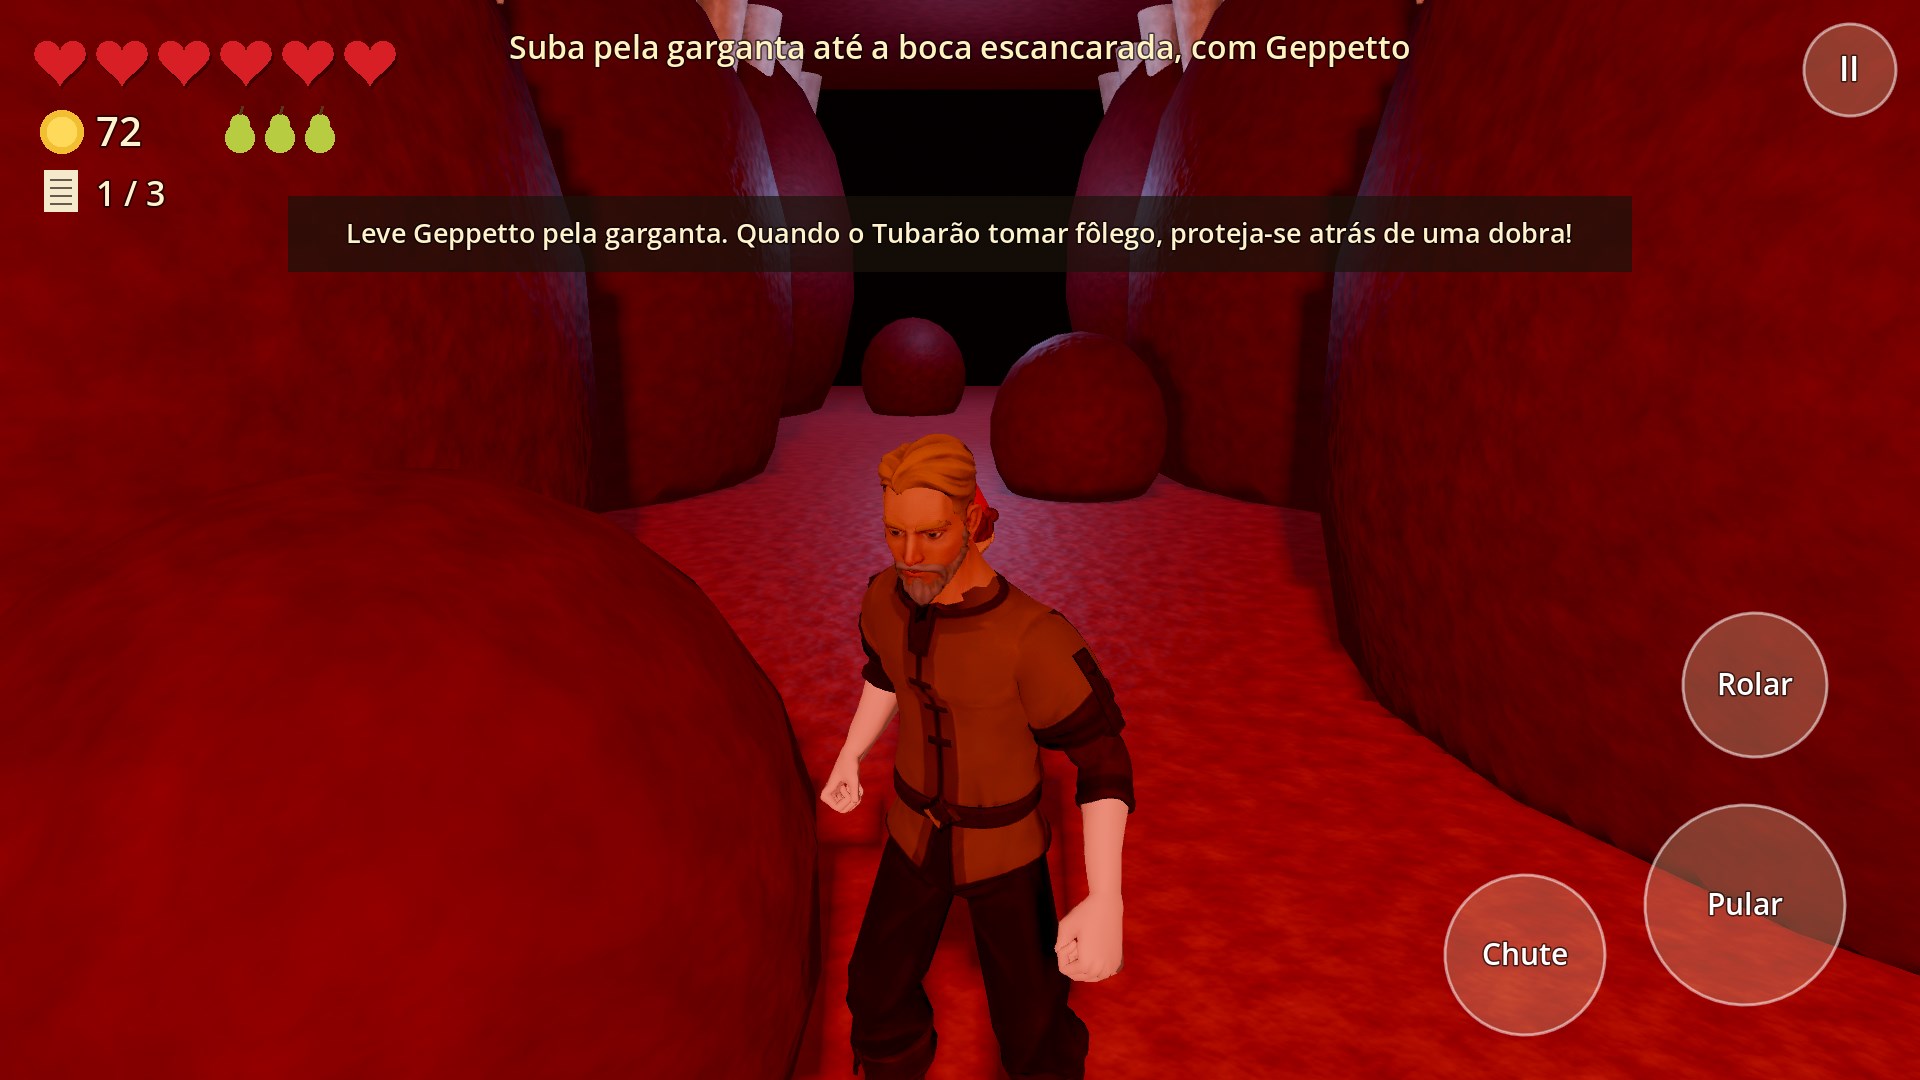 Suba pela garganta até a boca escancarada, com Geppetto
72
1 / 3
Leve Geppetto pela garganta. Quando o Tubarão tomar fôlego, proteja-se atrás de uma dobra!
Rolar
Pular
Chute